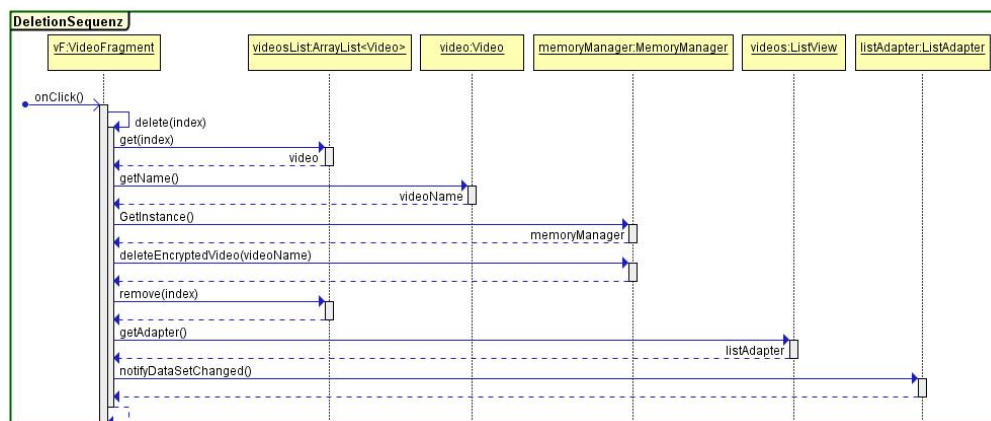 DeletionSequenz
vF:VideoFragment
videosList:ArrayList<Video>
video:Video
memoryManager:MemoryManager
videos:ListView
listAdapter:ListAdapter
onClick()
delete(index)
get(index)
video
getName()
videoName
GetInstance()
memoryManager
deleteEncryptedVideo(videoName)
remove(index)
getAdapter()
listAdapter
notifyDataSetChanged()